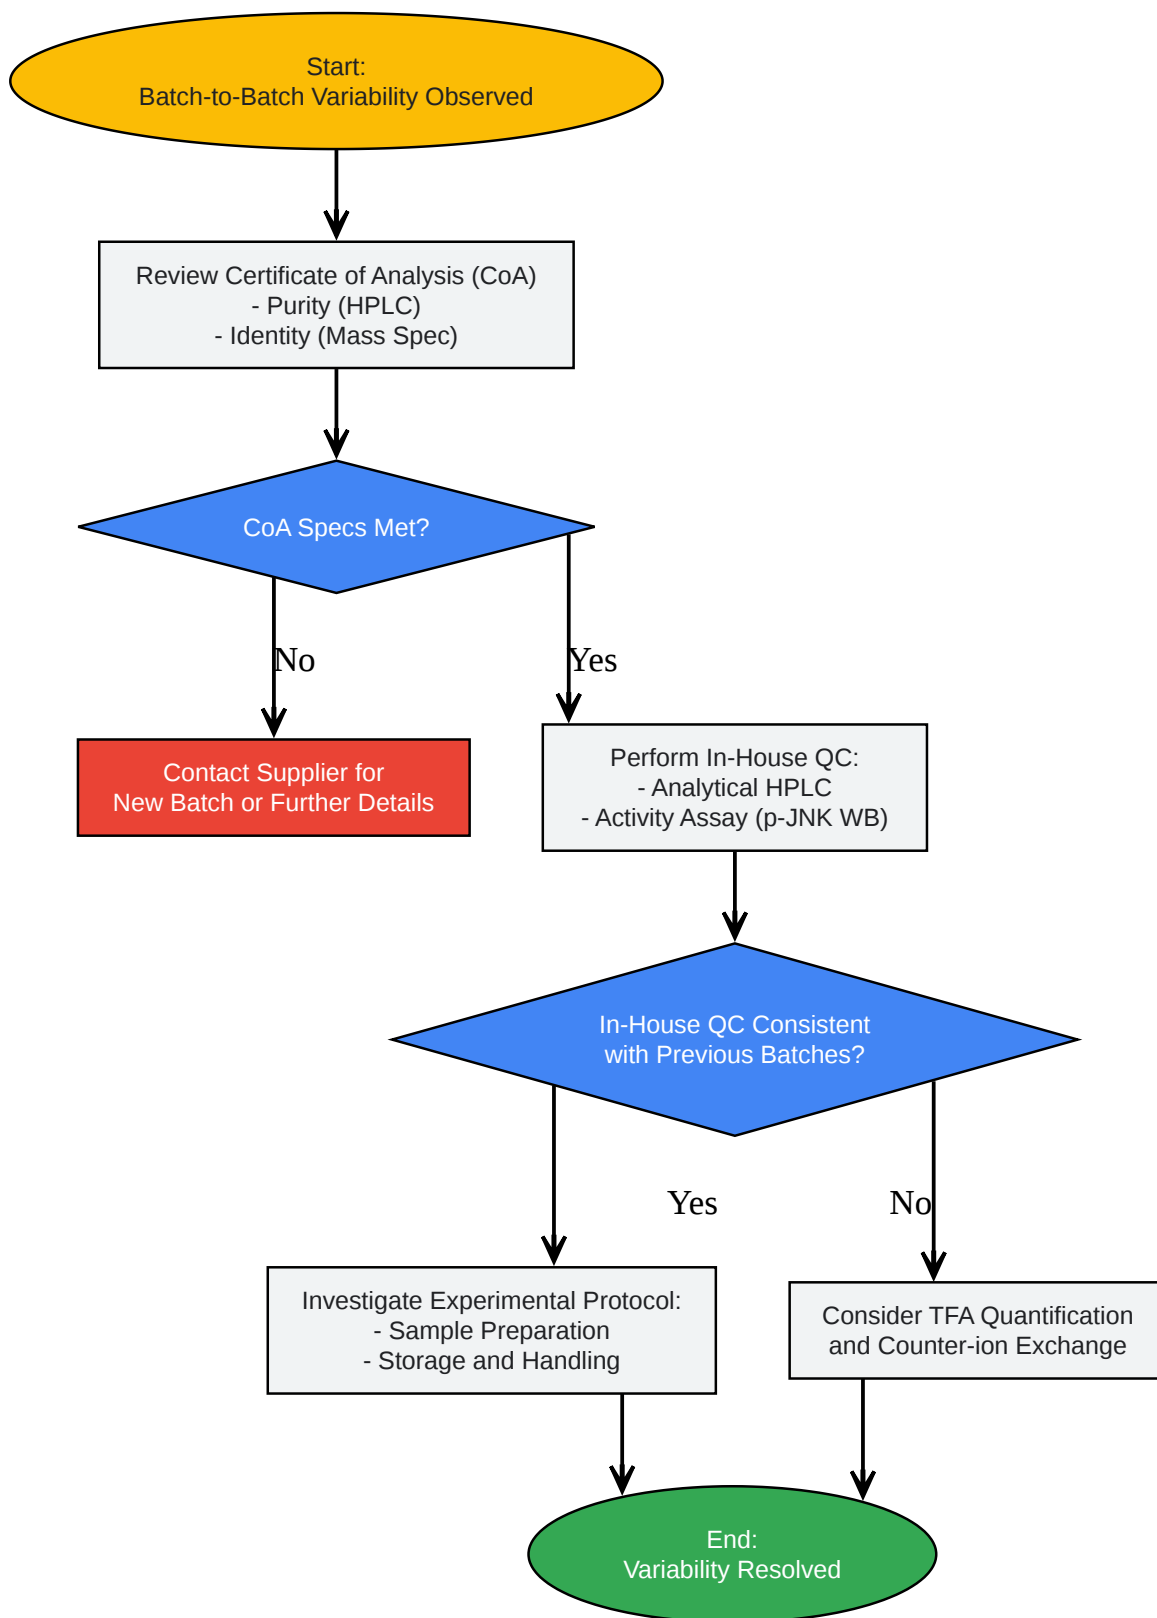 Start:
Batch-to-Batch Variability Observed
Review Certificate of Analysis (CoA)
- Purity (HPLC)
- Identity (Mass Spec)
CoA Specs Met?
No
Yes
Contact Supplier for
New Batch or Further Details
Perform In-House QC:
- Analytical HPLC
- Activity Assay (p-JNK WB)
In-House QC Consistent
with Previous Batches?
Yes
No
Investigate Experimental Protocol:
- Sample Preparation
- Storage and Handling
Consider TFA Quantification
and Counter-ion Exchange
End:
Variability Resolved